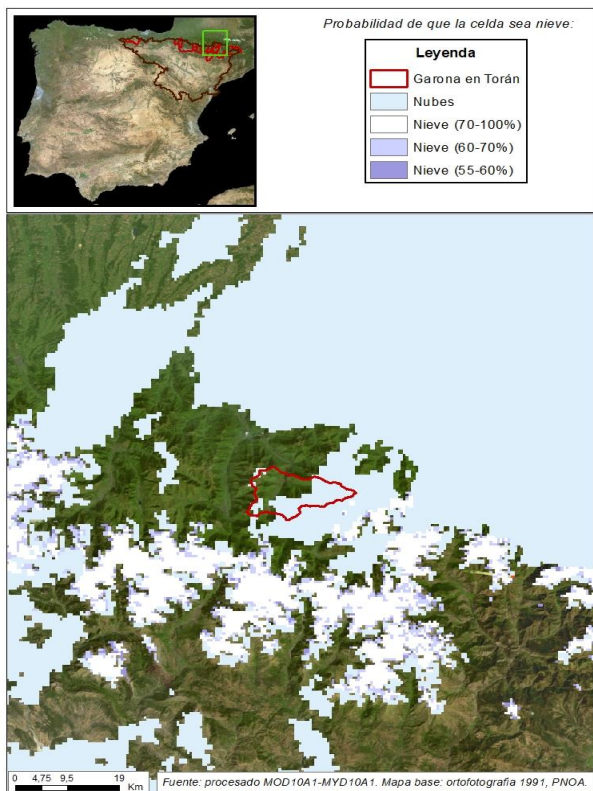 Probabilidad de que la celda sea nieve:
Leyenda
Garona en Torán
Nubes
Nieve (70-100%)
Nieve (60-70%)
Nieve (55-60%)
0 4,75 9,5 19
Km
Fuente: procesado MOD10A1-MYD10A1. Mapa base: ortofotografia 1991, PNOA.